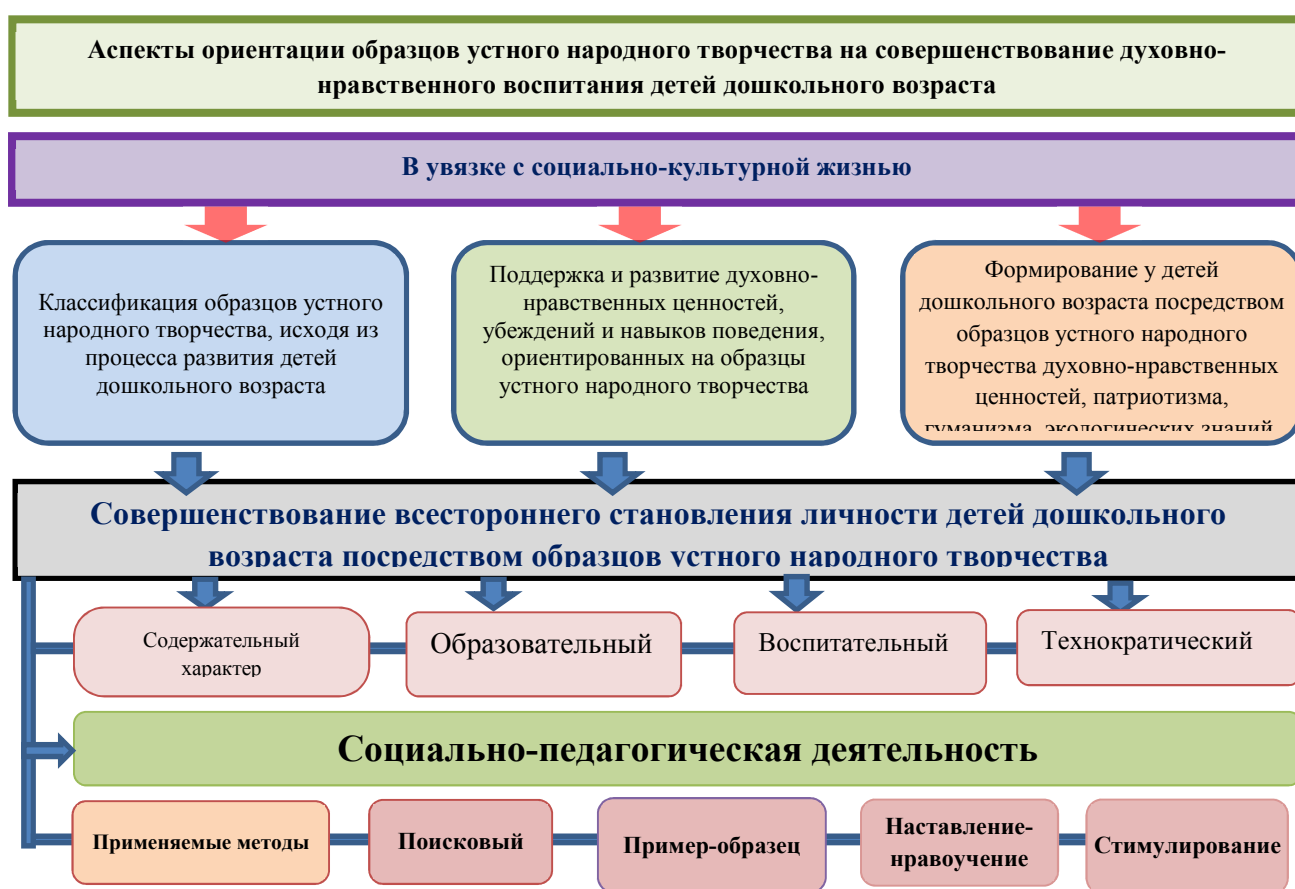 Аспекты ориентации образцов устного народного творчества на совершенствование духовно-
нравственного воспитания детей дошкольного возраста
В увязке с социально-культурной жизнью
Классификация образцов устного
народного творчества, исходя из
процесса развития детей
дошкольного возраста
Поддержка и развитие духовно-
нравственных ценностей,
убеждений и навыков поведения,
ориентированных на образцы
устного народного творчества
Формирование у детей
дошкольного возраста посредством
образцов устного народного
творчества духовно-нравственных
ценностей, патриотизма,
гуманизма, экологических знаний
Совершенствование всестороннего становления личности детей дошкольного
возраста посредством образцов устного народного творчества
Содержательный
характер
Образовательный
Воспитательный
Технократический
Социально-педагогическая деятельность
Применяемые методы
Поисковый
Пример-образец
Наставление-
нравоучение
Стимулирование